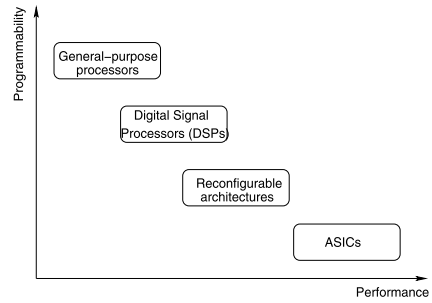 Programmability
General-purpose
processors
Digital Signal
Processors (DSPs)
Reconfigurable
architectures
ASICs
Performance